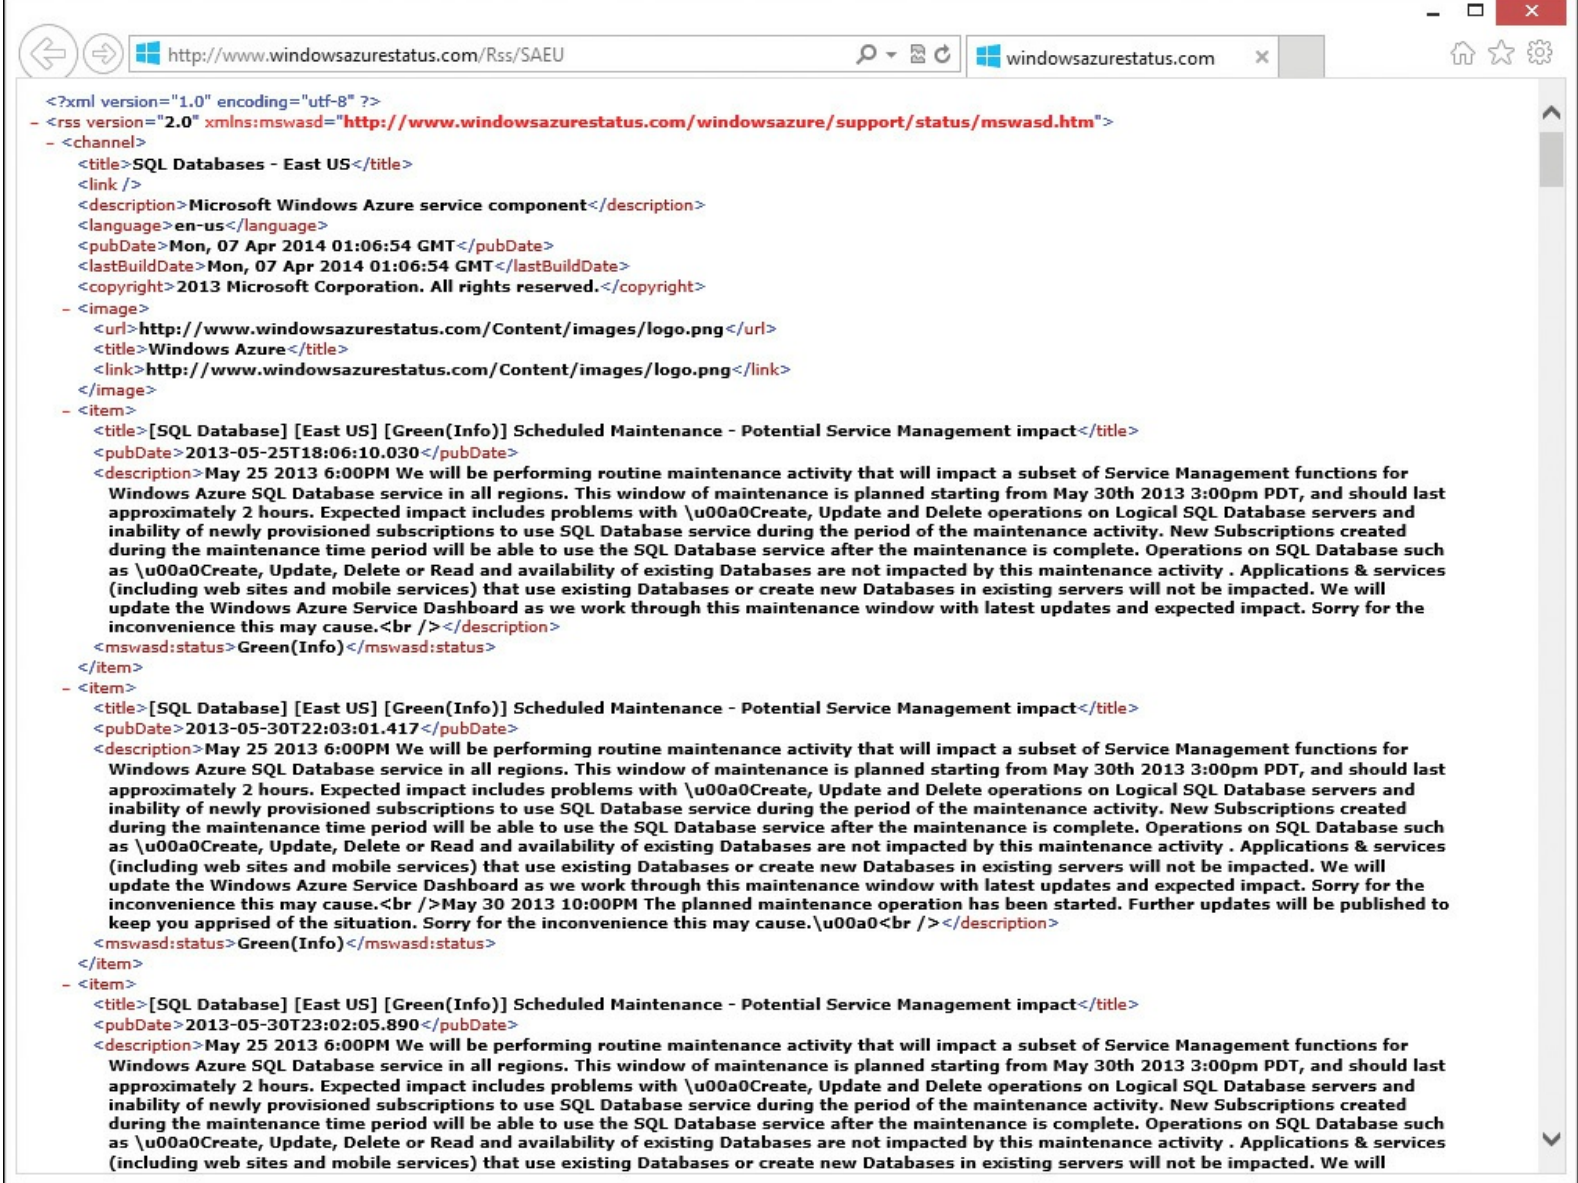 http://www.windowsazurestatus.com/Rss/SAEU
windowsazurestatus.com
<?xml version="1.0" encoding="utf-8" ?>
- <rss version="2.0" xmlns:mswasd="http://www.windowsazurestatus.com/windowsazure/support/status/mswasd.htm">
- <channel>
<title>SQL Databases - East US</title>
<link />
<description>Microsoft Windows Azure service component</description>
<language>en-us</language>
<pubDate>Mon, 07 Apr 2014 01:06:54 GMT</pubDate>
<lastBuildDate>Mon, 07 Apr 2014 01:06:54 GMT</lastBuildDate>
<copyright>2013 Microsoft Corporation. All rights reserved.</copyright>
- <image>
<url>http://www.windowsazurestatus.com/Content/images/logo.png</url>
<title>Windows Azure</title>
<link>http://www.windowsazurestatus.com/Content/images/logo.png</link>
</image>
- <item>
<title>[SQL Database] [East US] [Green(Info)] Scheduled Maintenance - Potential Service Management impact</title>
<pubDate>2013-05-25T18:06:10.030</pubDate>
<description>May 25 2013 6:00PM We will be performing routine maintenance activity that will impact a subset of Service Management functions for
Windows Azure SQL Database service in all regions. This window of maintenance is planned starting from May 30th 2013 3:00pm PDT, and should last
approximately 2 hours. Expected impact includes problems with \u00a0Create, Update and Delete operations on Logical SQL Database servers and
inability of newly provisioned subscriptions to use SQL Database service during the period of the maintenance activity. New Subscriptions created
during the maintenance time period will be able to use the SQL Database service after the maintenance is complete. Operations on SQL Database such
as \u00a0Create, Update, Delete or Read and availability of existing Databases are not impacted by this maintenance activity . Applications & services
(including web sites and mobile services) that use existing Databases or create new Databases in existing servers will not be impacted. We will
update the Windows Azure Service Dashboard as we work through this maintenance window with latest updates and expected impact. Sorry for the
inconvenience this may cause.<br /></description>
<mswasd:status>Green(Info)</mswasd:status>
</item>
- <item>
<title>[SQL Database] [East US] [Green(Info)] Scheduled Maintenance - Potential Service Management impact</title>
<pubDate>2013-05-30T22:03:01.417</pubDate>
<description>May 25 2013 6:00PM We will be performing routine maintenance activity that will impact a subset of Service Management functions for
Windows Azure SQL Database service in all regions. This window of maintenance is planned starting from May 30th 2013 3:00pm PDT, and should last
approximately 2 hours. Expected impact includes problems with \u00a0Create, Update and Delete operations on Logical SQL Database servers and
inability of newly provisioned subscriptions to use SQL Database service during the period of the maintenance activity. New Subscriptions created
during the maintenance time period will be able to use the SQL Database service after the maintenance is complete. Operations on SQL Database such
as \u00a0Create, Update, Delete or Read and availability of existing Databases are not impacted by this maintenance activity . Applications & services
(including web sites and mobile services) that use existing Databases or create new Databases in existing servers will not be impacted. We will
update the Windows Azure Service Dashboard as we work through this maintenance window with latest updates and expected impact. Sorry for the
inconvenience this may cause.<br />May 30 2013 10:00PM The planned maintenance operation has been started. Further updates will be published to
keep you apprised of the situation. Sorry for the inconvenience this may cause.\u00a0<br /></description>
<mswasd:status>Green(Info)</mswasd:status>
</item>
- <item>
<title>[SQL Database] [East US] [Green(Info)] Scheduled Maintenance - Potential Service Management impact</title>
<pubDate>2013-05-30T23:02:05.890</pubDate>
<description>May 25 2013 6:00PM We will be performing routine maintenance activity that will impact a subset of Service Management functions for
Windows Azure SQL Database service in all regions. This window of maintenance is planned starting from May 30th 2013 3:00pm PDT, and should last
approximately 2 hours. Expected impact includes problems with \u00a0Create, Update and Delete operations on Logical SQL Database servers and
inability of newly provisioned subscriptions to use SQL Database service during the period of the maintenance activity. New Subscriptions created
during the maintenance time period will be able to use the SQL Database service after the maintenance is complete. Operations on SQL Database such
as \u00a0Create, Update, Delete or Read and availability of existing Databases are not impacted by this maintenance activity . Applications & services
(including web sites and mobile services) that use existing Databases or create new Databases in existing servers will not be impacted. We will